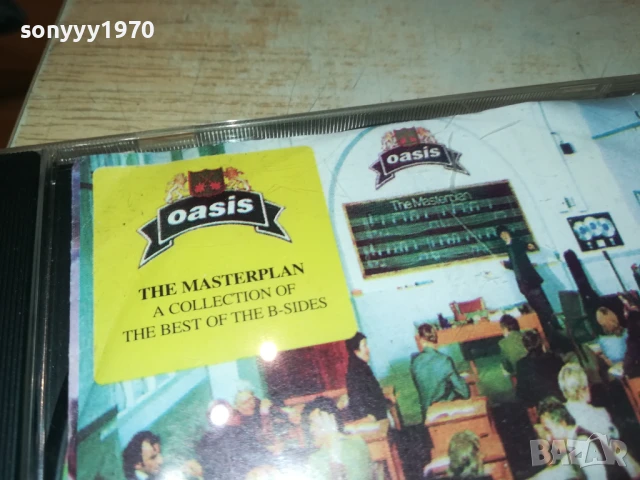 sonyyy1970
oasis
The Masterplan
oasis
THE MASTERPLAN
A COLLECTION OF
THE BEST OF THE B-SIDES
BAZAR